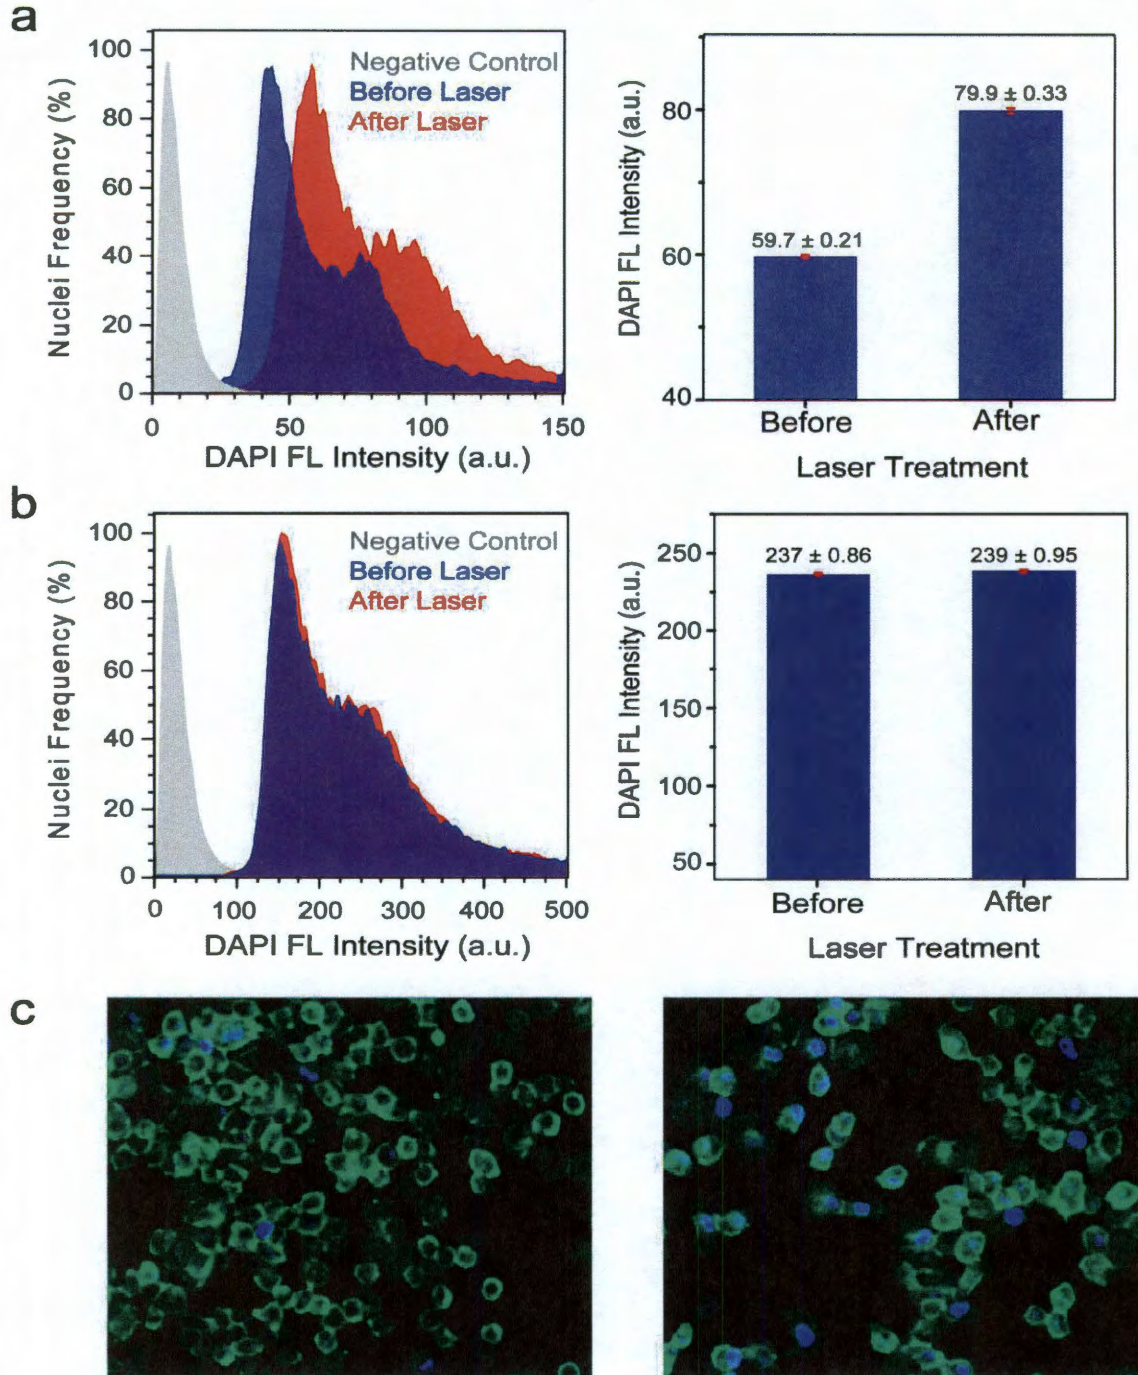 a
100
80
60
40
20
0
Nuclei Frequency (%)
Negative Control
Before Laser
After Laser
0 50 100 150
DAPI FL Intensity (a.u.)
80
60
40
DAPI FL Intensity (a.u.)
59.7 ± 0.21
79.9 ± 0.33
Before After
Laser Treatment
b
100
80
60
40
20
0
Nuclei Frequency (%)
Negative Control
Before Laser
After Laser
0 100 200 300 400 500
DAPI FL Intensity (a.u.)
250
200
150
100
50
DAPI FL Intensity (a.u.)
237 ± 0.86
239 ± 0.95
Before After
Laser Treatment
c